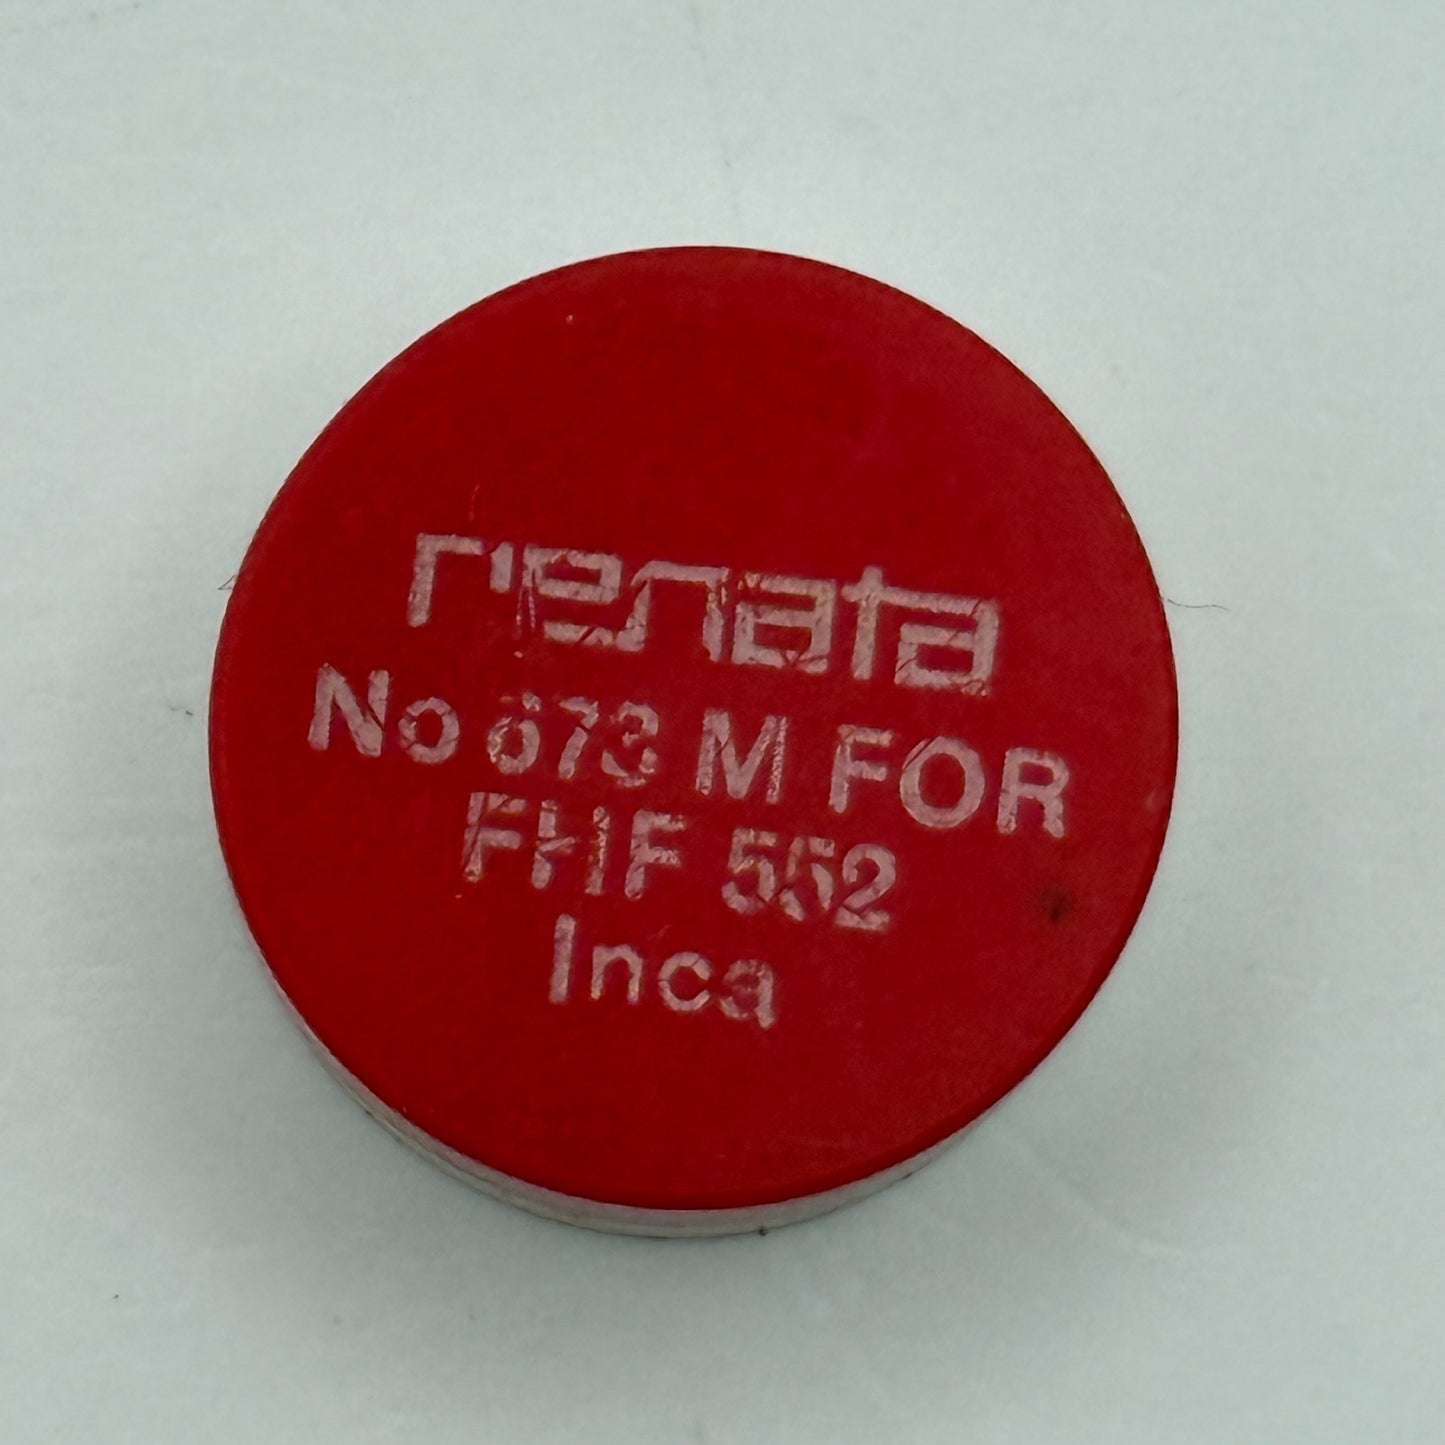 renata
No 673 M FOR
FHF 552
Inca